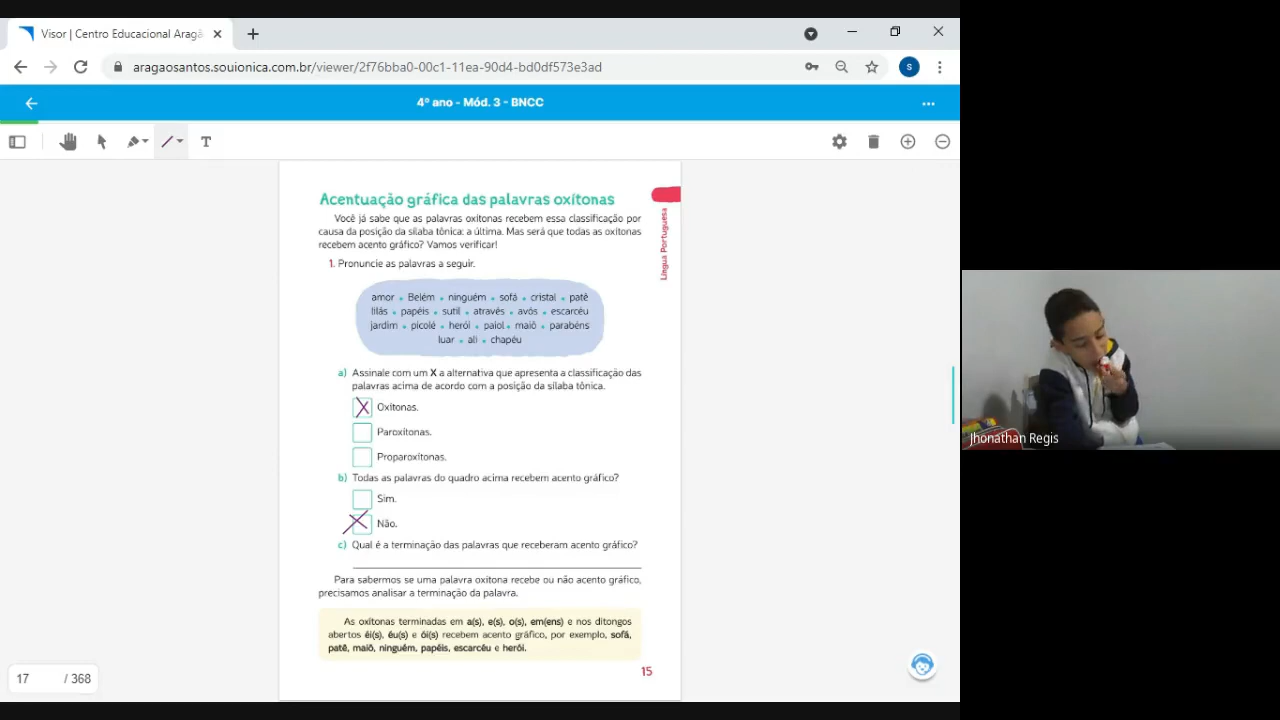 Visor | Centro Educacional Aragã
aragaosantos.souionica.com.br/viewer/2f76bba0-00c1-11ea-90d4-bd0df573e3ad
s
4º ano - Mód. 3 - BNCC
T
Acentuação gráfica das palavras oxítonas
Você já sabe que as palavras oxítonas recebem essa classificação por
causa da posição da sílaba tônica: a última. Mas será que todas as oxítonas
recebem acento gráfico? Vamos verificar!
Língua Portuguesa
1. Pronuncie as palavras a seguir.
amor • Belém • ninguém • sofá • cristal • patê
lilás • papéis • sutil • através • avós • escarcéu
jardim • picolé • herói • paiol • maiô • parabéns
luar • ali • chapéu
a) Assinale com um X a alternativa que apresenta a classificação das
palavras acima de acordo com a posição da sílaba tônica.
X Oxítonas.
Paroxítonas.
Proparoxítonas.
b) Todas as palavras do quadro acima recebem acento gráfico?
Sim.
X Não.
c) Qual é a terminação das palavras que receberam acento gráfico?
Para sabermos se uma palavra oxítona recebe ou não acento gráfico,
precisamos analisar a terminação da palavra.
As oxítonas terminadas em a(s), e(s), o(s), em(ens) e nos ditongos
abertos éi(s), éu(s) e ói(s) recebem acento gráfico, por exemplo, sofá,
patê, maiô, ninguém, papéis, escarcéu e herói.
15
17 / 368
Jhonathan Regis